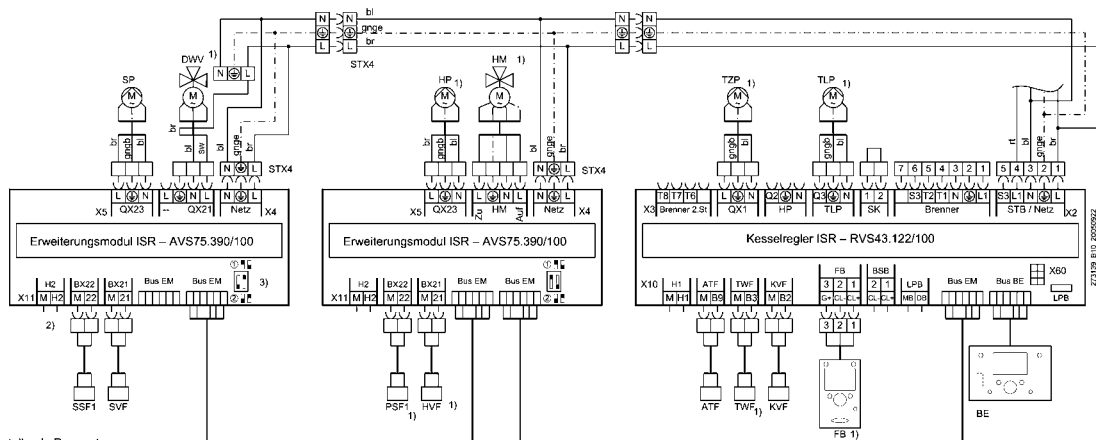 N N bl N
gnge
L L br L
STX4
SP DWV 1) HM 1) HP 1) TZP 1) TLP 1)
N L
M M M M M M
br gngb bl br bl sw bl gnge br
br gngb bl bl gnge br
gngb bl gngb bl
rt bl gnge br
N L STX4
N L STX4
7 6 5 4 3 2 1 5 4 3 2 1
X5 L N L N L N L X4
QX23 -- QX21 Netz
X5 L N Zu Auf N L X4
QX23 HM Netz
X3 T8 T7 T6 L N Q2 N Q3 N 1 2 S3 T2 T1 N L1 S3 L1 N L X2
Brenner 2.St QX1 HP TLP SK Brenner STB / Netz
Erweiterungsmodul ISR – AVS75.390/100
Erweiterungsmodul ISR – AVS75.390/100
Kesselregler ISR – RVS43.122/100
273139 B10_20050922
H2 BX22 BX21 Bus EM Bus EM 1 2 3)
X11 M H2 M 22 M 21
2)
H2 BX22 BX21 Bus EM Bus EM 1 2
X11 M H2 M 22 M 21
H1 ATF TWF KVF FB BSB LPB Bus EM Bus BE X60
X10 M H1 M B9 M B3 M B2 3 2 1 2 1 LPB
G+ CL- CL+ CL- CL+ MB DB
3 2 1
SSF1 SVF PSF1 1) HVF 1) ATF TWF 1) KVF FB 1) BE